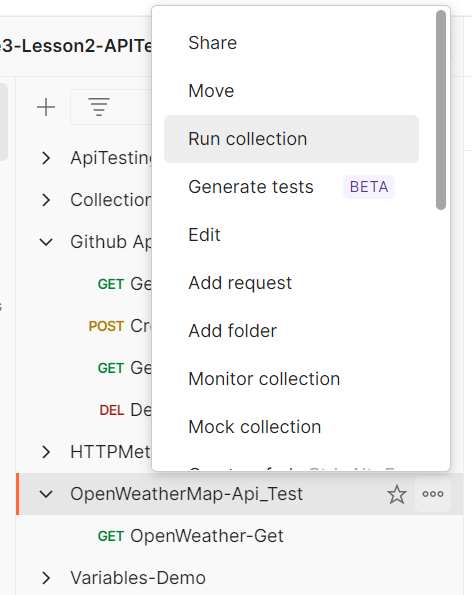 3-Lesson2-APITe
Share
Move
Run collection
Generate tests BETA
Edit
Add request
Add folder
Monitor collection
Mock collection
ApiTesting
Collection
Github Ap
GET Ge
POST Cr
GET Ge
DEL De
HTTPMet
OpenWeatherMap-Api_Test
GET OpenWeather-Get
Variables-Demo